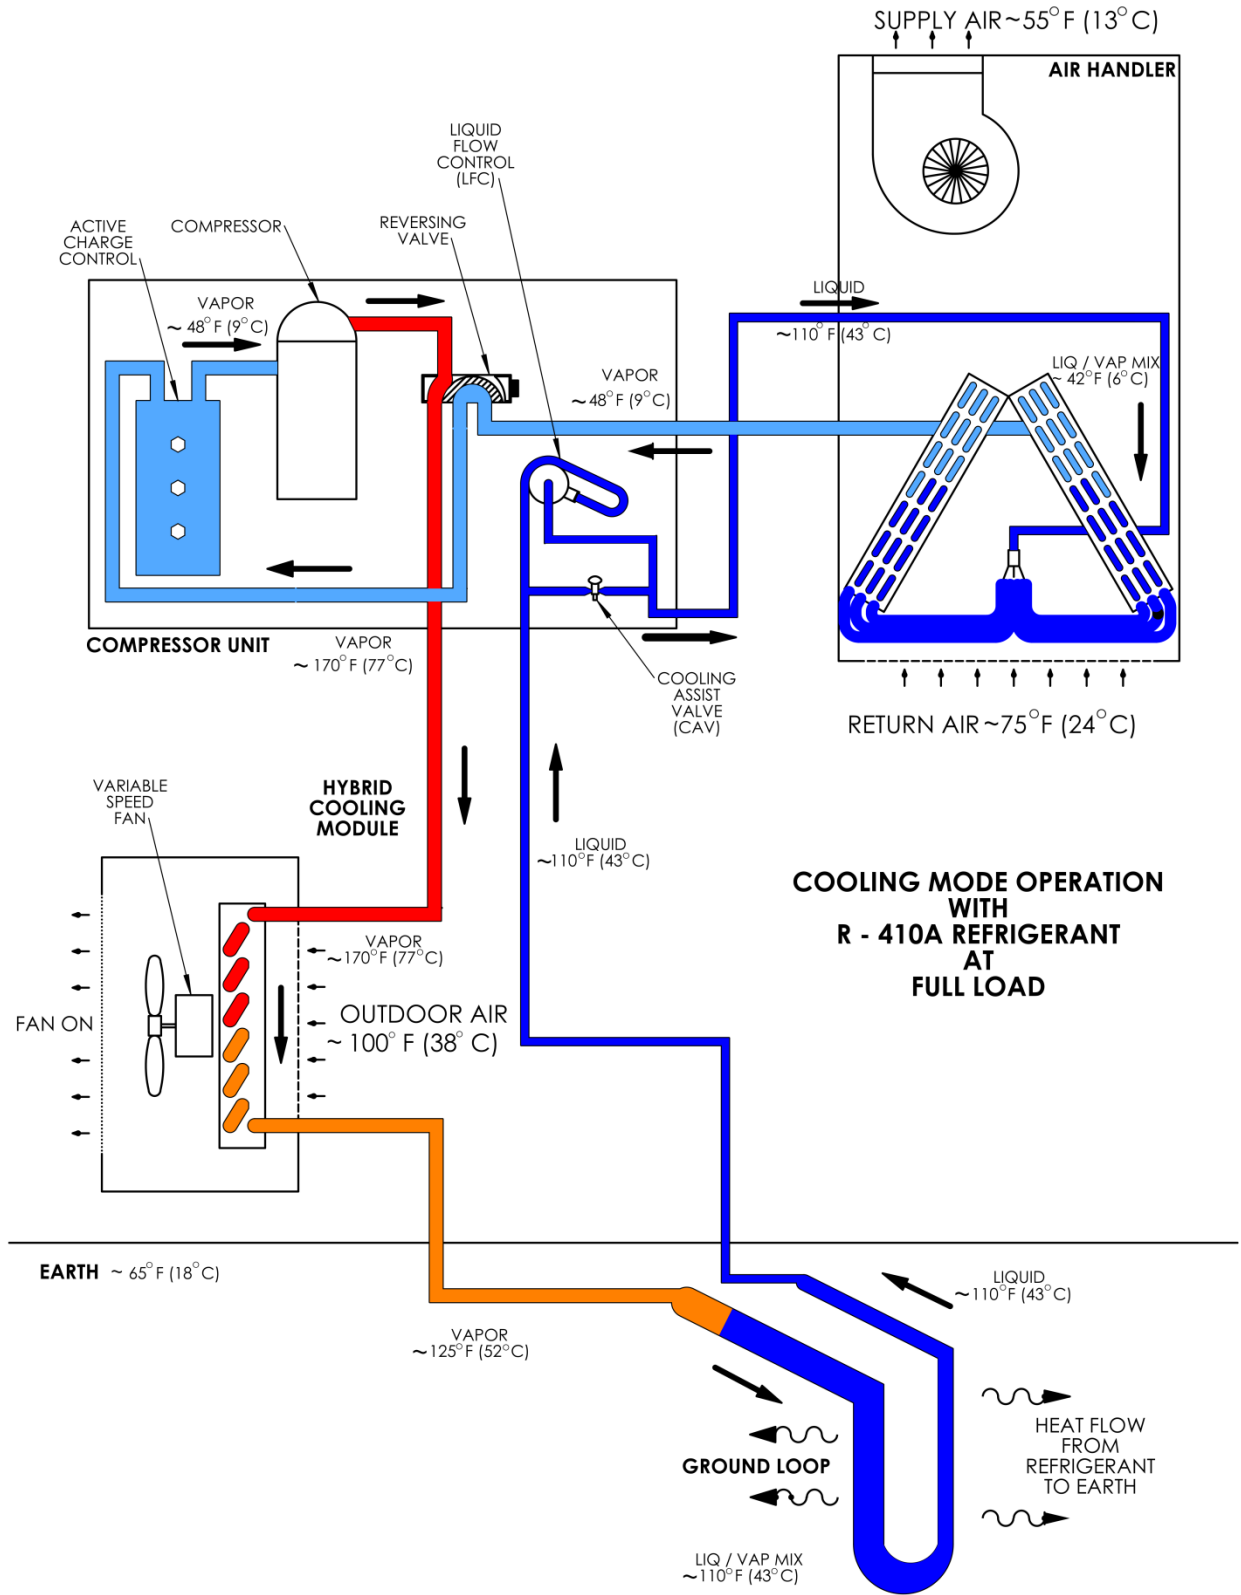 SUPPLY AIR ~55°F (13°C)
AIR HANDLER
LIQUID
FLOW
CONTROL
(LFC)
ACTIVE
CHARGE
CONTROL
COMPRESSOR
REVERSING
VALVE
VAPOR
~ 48°F (9°C)
LIQUID
~110°F (43°C)
VAPOR
~48°F (9°C)
LIQ / VAP MIX
~ 42°F (6°C)
COMPRESSOR UNIT
VAPOR
~ 170°F (77°C)
COOLING
ASSIST
VALVE
(CAV)
RETURN AIR ~75°F (24°C)
VARIABLE
SPEED
FAN
HYBRID
COOLING
MODULE
LIQUID
~110°F (43°C)
COOLING MODE OPERATION
WITH
R - 410A REFRIGERANT
AT
FULL LOAD
VAPOR
~170°F (77°C)
FAN ON
OUTDOOR AIR
~ 100° F (38° C)
EARTH ~ 65°F (18°C)
LIQUID
~110°F (43°C)
VAPOR
~125°F (52°C)
HEAT FLOW
FROM
REFRIGERANT
TO EARTH
GROUND LOOP
LIQ / VAP MIX
~110°F (43°C)